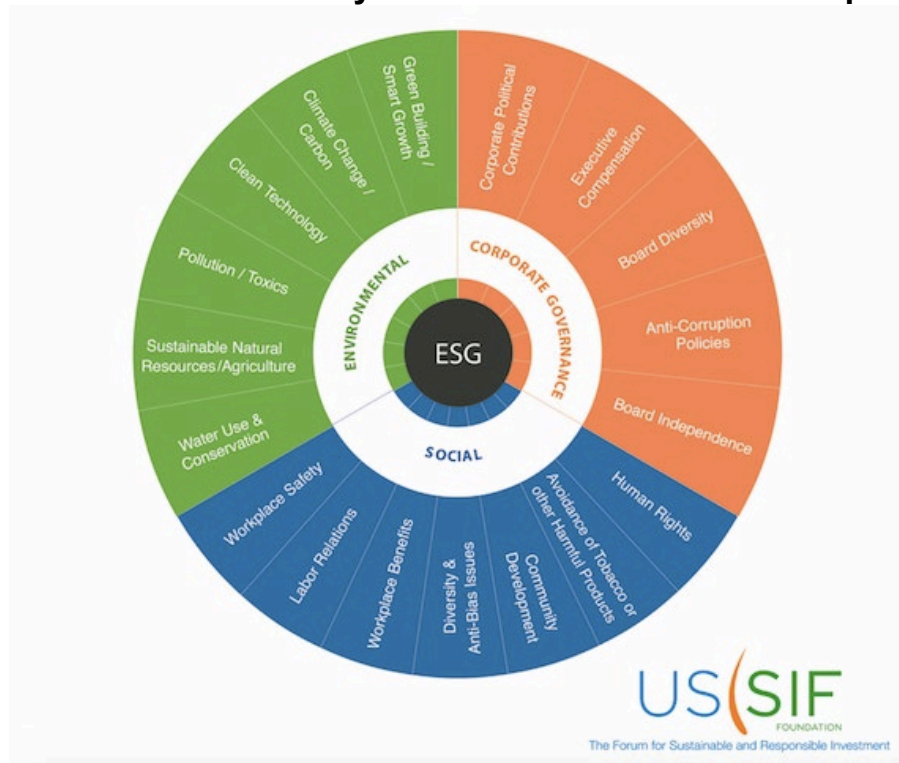 ESG
ENVIRONMENTAL
Green Building /
Smart Growth
Climate Change /
Carbon
Clean Technology
Pollution / Toxics
Sustainable Natural
Resources/Agriculture
Water Use &
Conservation
CORPORATE GOVERNANCE
Corporate Political
Contributions
Executive
Compensation
Board Diversity
Anti-Corruption
Policies
Board Independence
SOCIAL
Workplace Safety
Labor Relations
Workplace Benefits
Diversity &
Anti-Bias Issues
Community
Development
Avoidance of Tobacco or
other Harmful Products
Human Rights
US SIF
FOUNDATION
The Forum for Sustainable and Responsible Investment